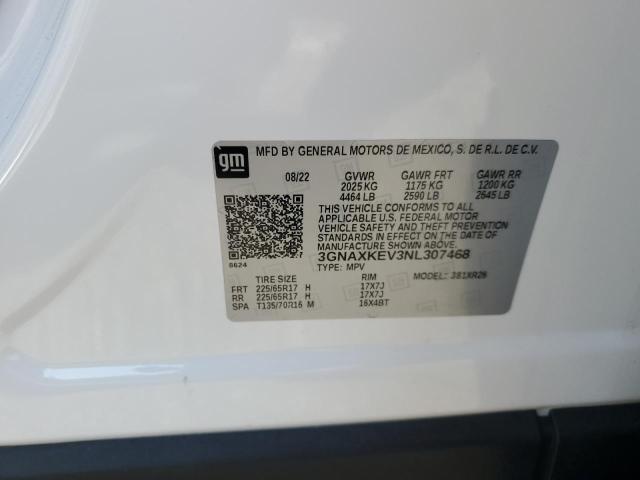 gm
MFD BY GENERAL MOTORS DE MEXICO, S. DE R.L. DE C.V.
08/22 GVWR GAWR FRT GAWR RR
2025 KG 1175 KG 1200 KG
4464 LB 2590 LB 2645 LB
THIS VEHICLE CONFORMS TO ALL
APPLICABLE U.S. FEDERAL MOTOR
VEHICLE SAFETY AND THEFT PREVENTION
STANDARDS IN EFFECT ON THE DATE OF
MANUFACTURE SHOWN ABOVE.
3GNAXKEV3NL307468
8624 TYPE: MPV MODEL: 381XR26
TIRE SIZE RIM
FRT 225/65R17 H 17X7J
RR 225/65R17 H 17X7J
SPA T135/70R16 M 16X4BT